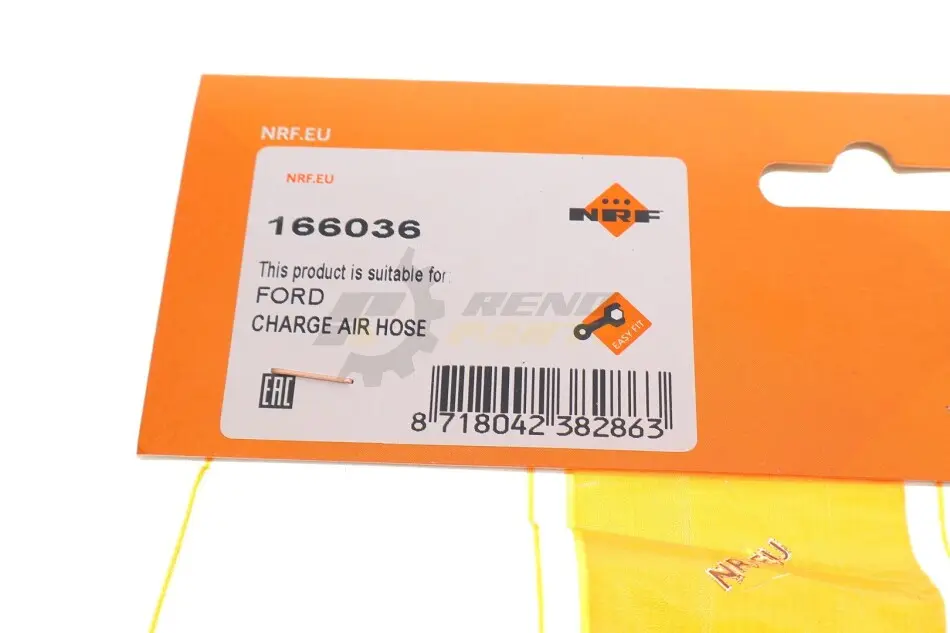 NRF.EU
NRF.EU
NRF
166036
This product is suitable for:
FORD
CHARGE AIR HOSE
EASY FIT
EAC
8 718042 382863
NRF.EU